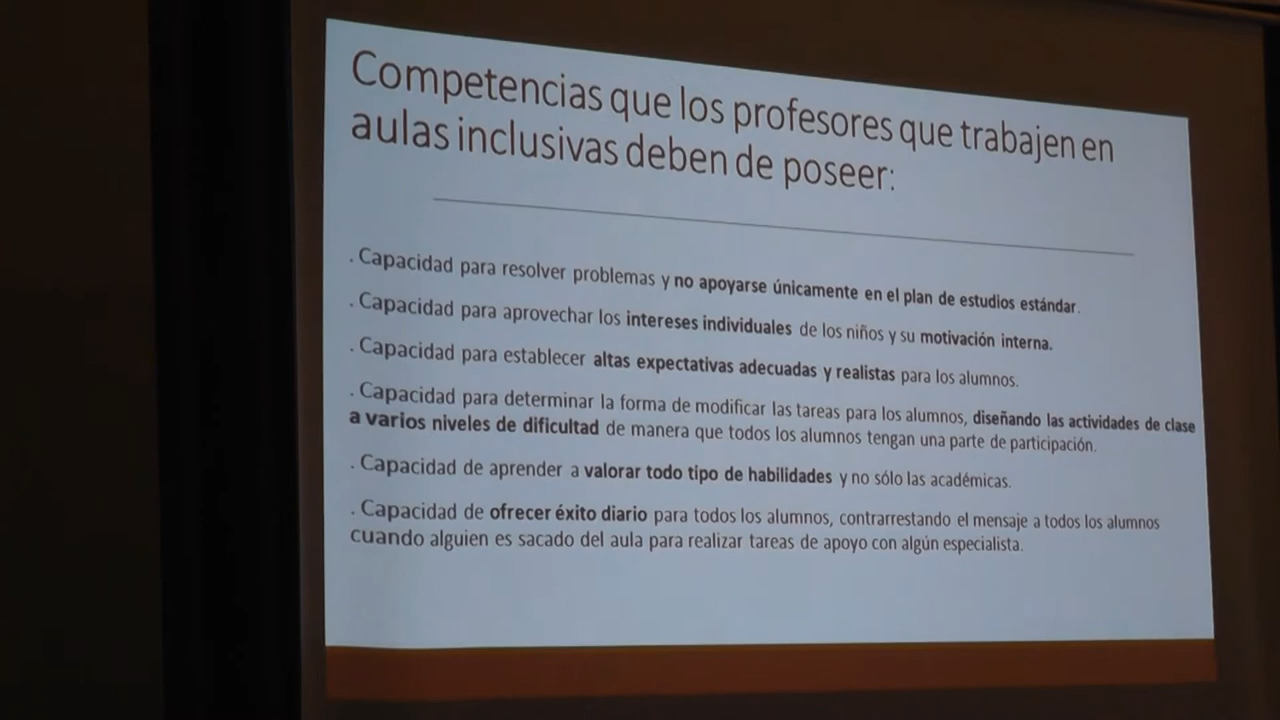 Competencias que los profesores que trabajen en
aulas inclusivas deben de poseer:
. Capacidad para resolver problemas y no apoyarse únicamente en el plan de estudios estándar.
. Capacidad para aprovechar los intereses individuales de los niños y su motivación interna.
. Capacidad para establecer altas expectativas adecuadas y realistas para los alumnos.
. Capacidad para determinar la forma de modificar las tareas para los alumnos, diseñando las actividades de clase
a varios niveles de dificultad de manera que todos los alumnos tengan una parte de participación.
. Capacidad de aprender a valorar todo tipo de habilidades y no sólo las académicas.
. Capacidad de ofrecer éxito diario para todos los alumnos, contrarrestando el mensaje a todos los alumnos
cuando alguien es sacado del aula para realizar tareas de apoyo con algún especialista.